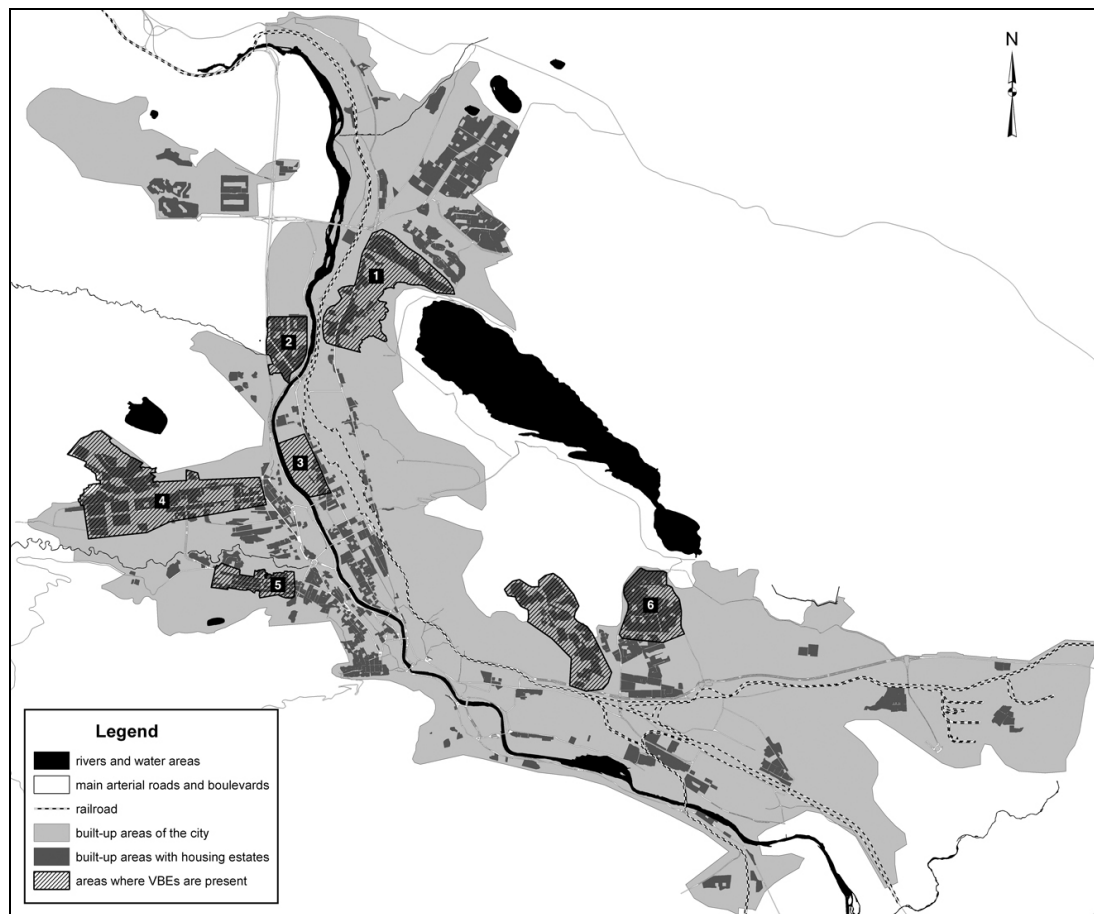 N
1
2
3
4
5
6
Legend
rivers and water areas
main arterial roads and boulevards
railroad
built-up areas of the city
built-up areas with housing estates
areas where VBEs are present